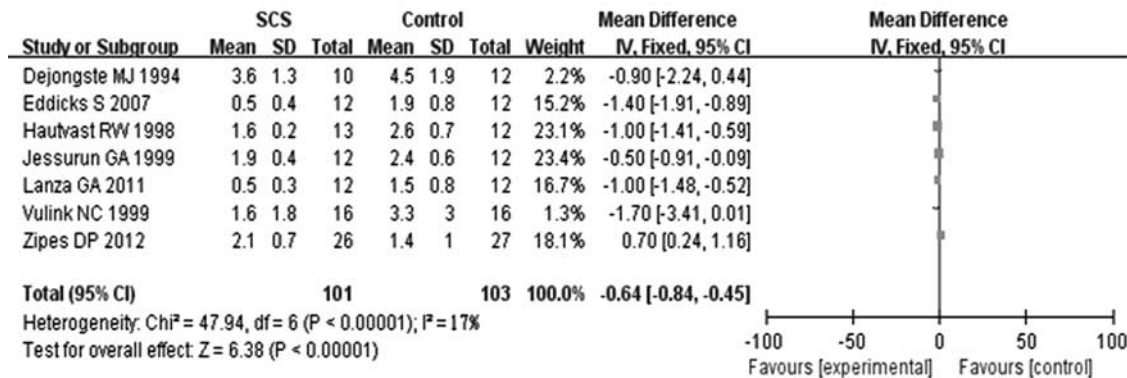 SCS Control Mean Difference Mean Difference
Study or Subgroup Mean SD Total Mean SD Total Weight IV, Fixed, 95% CI IV, Fixed, 95% CI
Dejongste MJ 1994 3.6 1.3 10 4.5 1.9 12 2.2% -0.90 [-2.24, 0.44]
Eddicks S 2007 0.5 0.4 12 1.9 0.8 12 15.2% -1.40 [-1.91, -0.89]
Hautvast RW 1998 1.6 0.2 13 2.6 0.7 12 23.1% -1.00 [-1.41, -0.59]
Jessurun GA 1999 1.9 0.4 12 2.4 0.6 12 23.4% -0.50 [-0.91, -0.09]
Lanza GA 2011 0.5 0.3 12 1.5 0.8 12 16.7% -1.00 [-1.48, -0.52]
Vulink NC 1999 1.6 1.8 16 3.3 3 16 1.3% -1.70 [-3.41, 0.01]
Zipes DP 2012 2.1 0.7 26 1.4 1 27 18.1% 0.70 [0.24, 1.16]
Total (95% CI) 101 103 100.0% -0.64 [-0.84, -0.45]
Heterogeneity: Chi² = 47.94, df = 6 (P < 0.00001); I² = 17%
Test for overall effect: Z = 6.38 (P < 0.00001)
-100 -50 0 50 100
Favours [experimental] Favours [control]